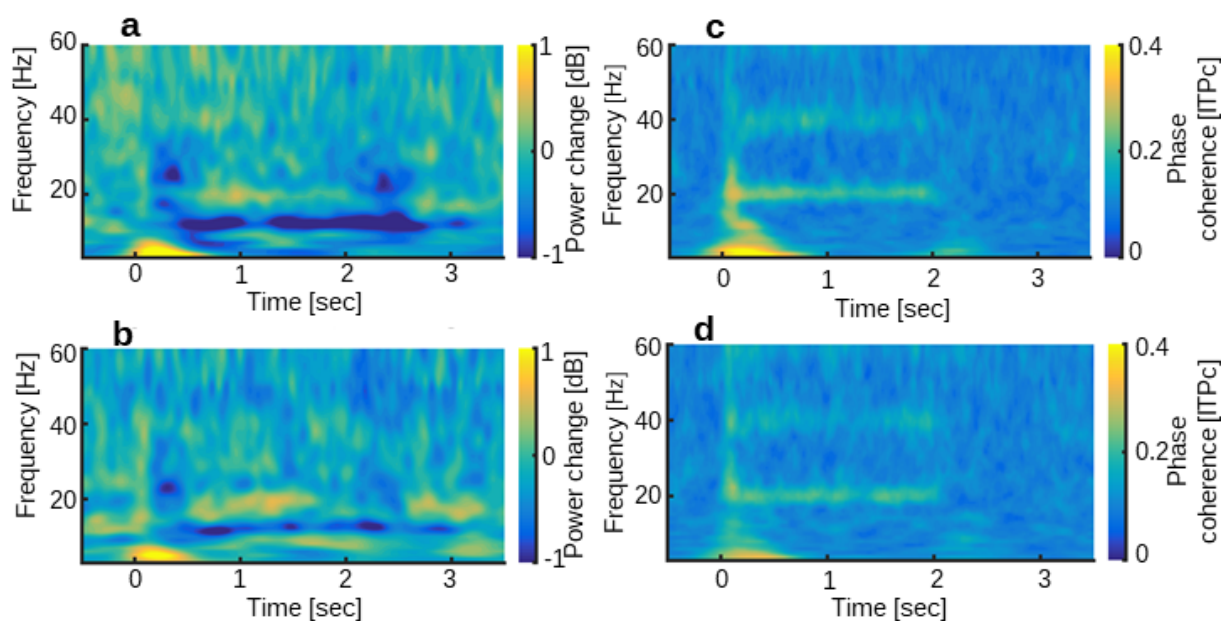 a
60
40
20
Frequency [Hz]
0
1
2
3
Time [sec]
1
0
-1
Power change [dB]
c
60
40
20
Frequency [Hz]
0
1
2
3
Time [sec]
0.4
0.2
0
Phase
coherence [ITPc]
b
60
40
20
Frequency [Hz]
0
1
2
3
Time [sec]
1
0
-1
Power change [dB]
d
60
40
20
Frequency [Hz]
0
1
2
3
Time [sec]
0.4
0.2
0
Phase
coherence [ITPc]